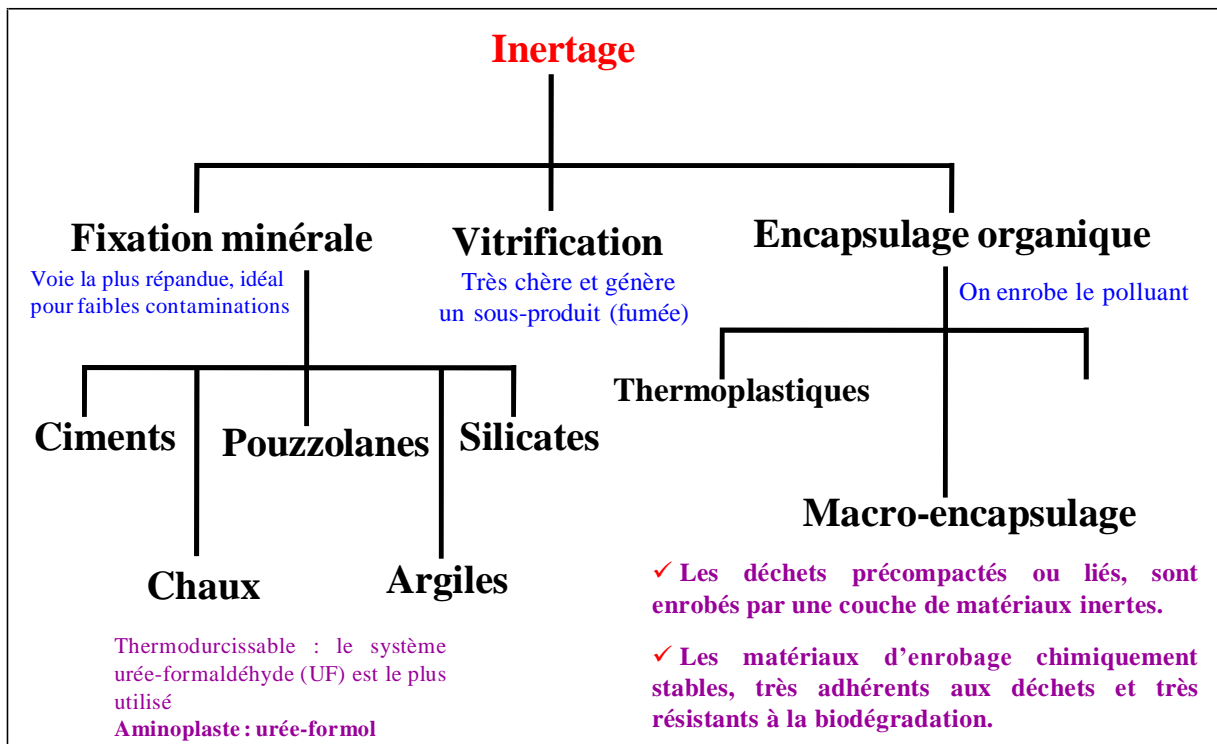 Inertage
Fixation minérale
Voie la plus répandue, idéal
pour faibles contaminations
Vitrification
Très chère et génère
un sous-produit (fumée)
Encapsulage organique
On enrobe le polluant
Ciments
Pouzzolanes
Silicates
Chaux
Argiles
Thermoplastiques
Macro-encapsulage
Thermodurcissable : le système
urée-formaldéhyde (UF) est le plus
utilisé
Aminoplaste : urée-formol
✓ Les déchets précompactés ou liés, sont
enrobés par une couche de matériaux inertes.
✓ Les matériaux d’enrobage chimiquement
stables, très adhérents aux déchets et très
résistants à la biodégradation.